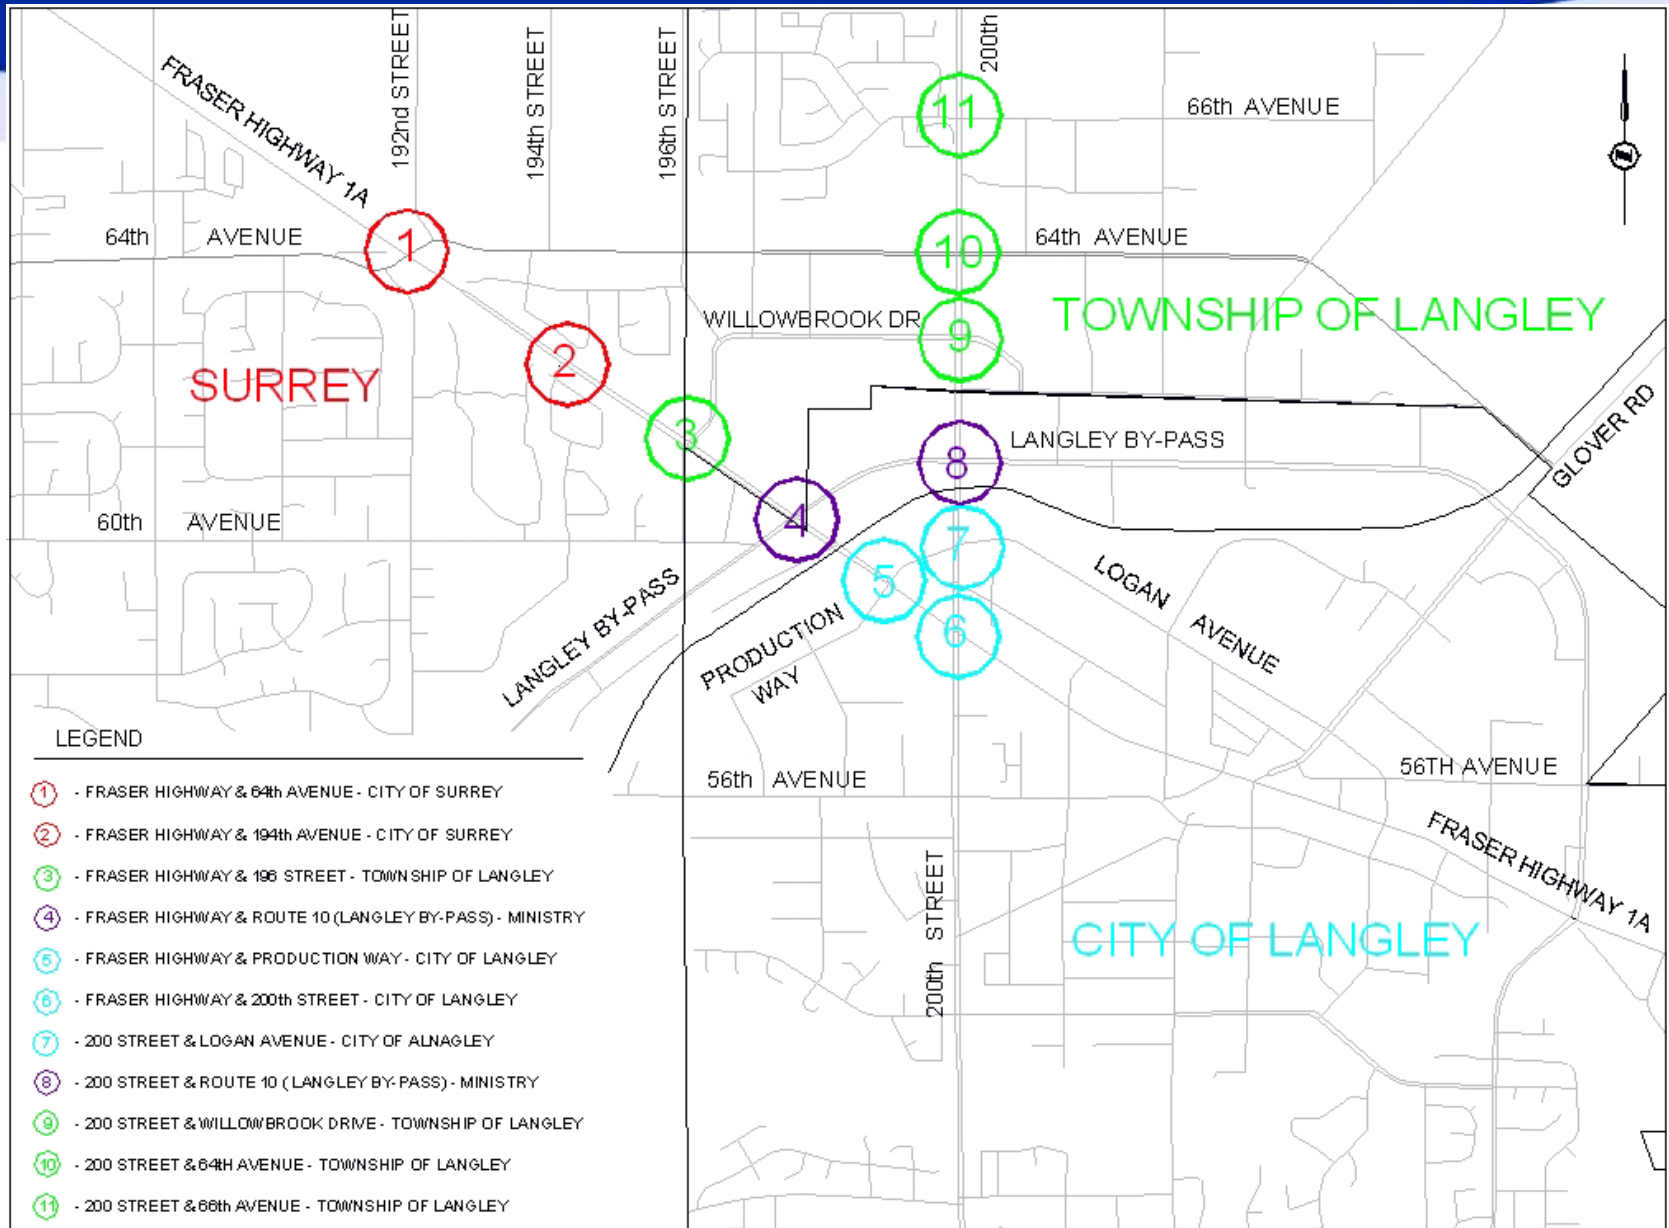 200th
192nd STREET
194th STREET
196th STREET
FRASER HIGHWAY 1A
11
66th AVENUE
64th AVENUE
1
10
64th AVENUE
WILLOWBROOK DR
9
TOWNSHIP OF LANGLEY
2
SURREY
3
8
LANGLEY BY-PASS
GLOVER RD
4
60th AVENUE
7
5
LOGAN AVENUE
LANGLEY BY-PASS
PRODUCTION
WAY
6
56th AVENUE
56TH AVENUE
FRASER HIGHWAY 1A
200th STREET
CITY OF LANGLEY
LEGEND
1 - FRASER HIGHWAY & 64th AVENUE - CITY OF SURREY
2 - FRASER HIGHWAY & 194th AVENUE - CITY OF SURREY
3 - FRASER HIGHWAY & 196 STREET - TOWNSHIP OF LANGLEY
4 - FRASER HIGHWAY & ROUTE 10 (LANGLEY BY-PASS) - MINISTRY
5 - FRASER HIGHWAY & PRODUCTION WAY - CITY OF LANGLEY
6 - FRASER HIGHWAY & 200th STREET - CITY OF LANGLEY
7 - 200 STREET & LOGAN AVENUE - CITY OF ALNAGLEY
8 - 200 STREET & ROUTE 10 ( LANGLEY BY-PASS) - MINISTRY
9 - 200 STREET & WILLOWBROOK DRIVE - TOWNSHIP OF LANGLEY
10 - 200 STREET & 64tH AVENUE - TOWNSHIP OF LANGLEY
11 - 200 STREET & 66th AVENUE - TOWNSHIP OF LANGLEY